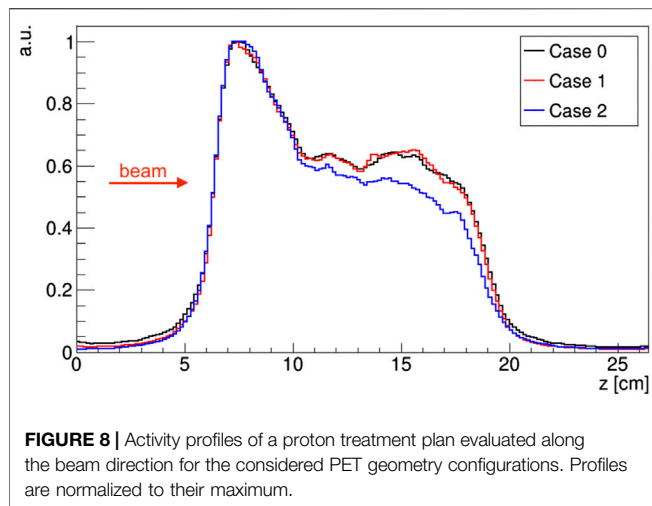 a.u.
1
0.8
0.6
0.4
0.2
0
Case 0
Case 1
Case 2
beam
0 5 10 15 20 25
z [cm]
FIGURE 8 | Activity profiles of a proton treatment plan evaluated along
the beam direction for the considered PET geometry configurations. Profiles
are normalized to their maximum.